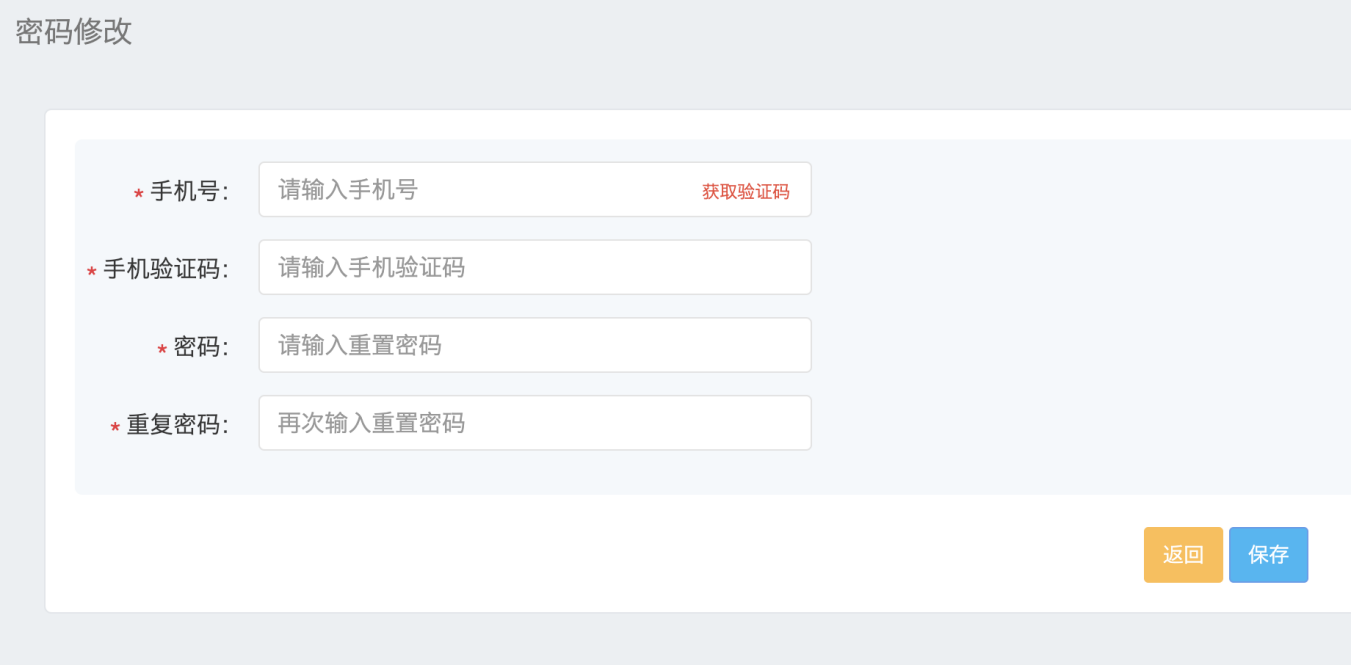 密码修改
* 手机号： 请输入手机号 获取验证码
* 手机验证码： 请输入手机验证码
* 密码： 请输入重置密码
* 重复密码： 再次输入重置密码
返回 保存